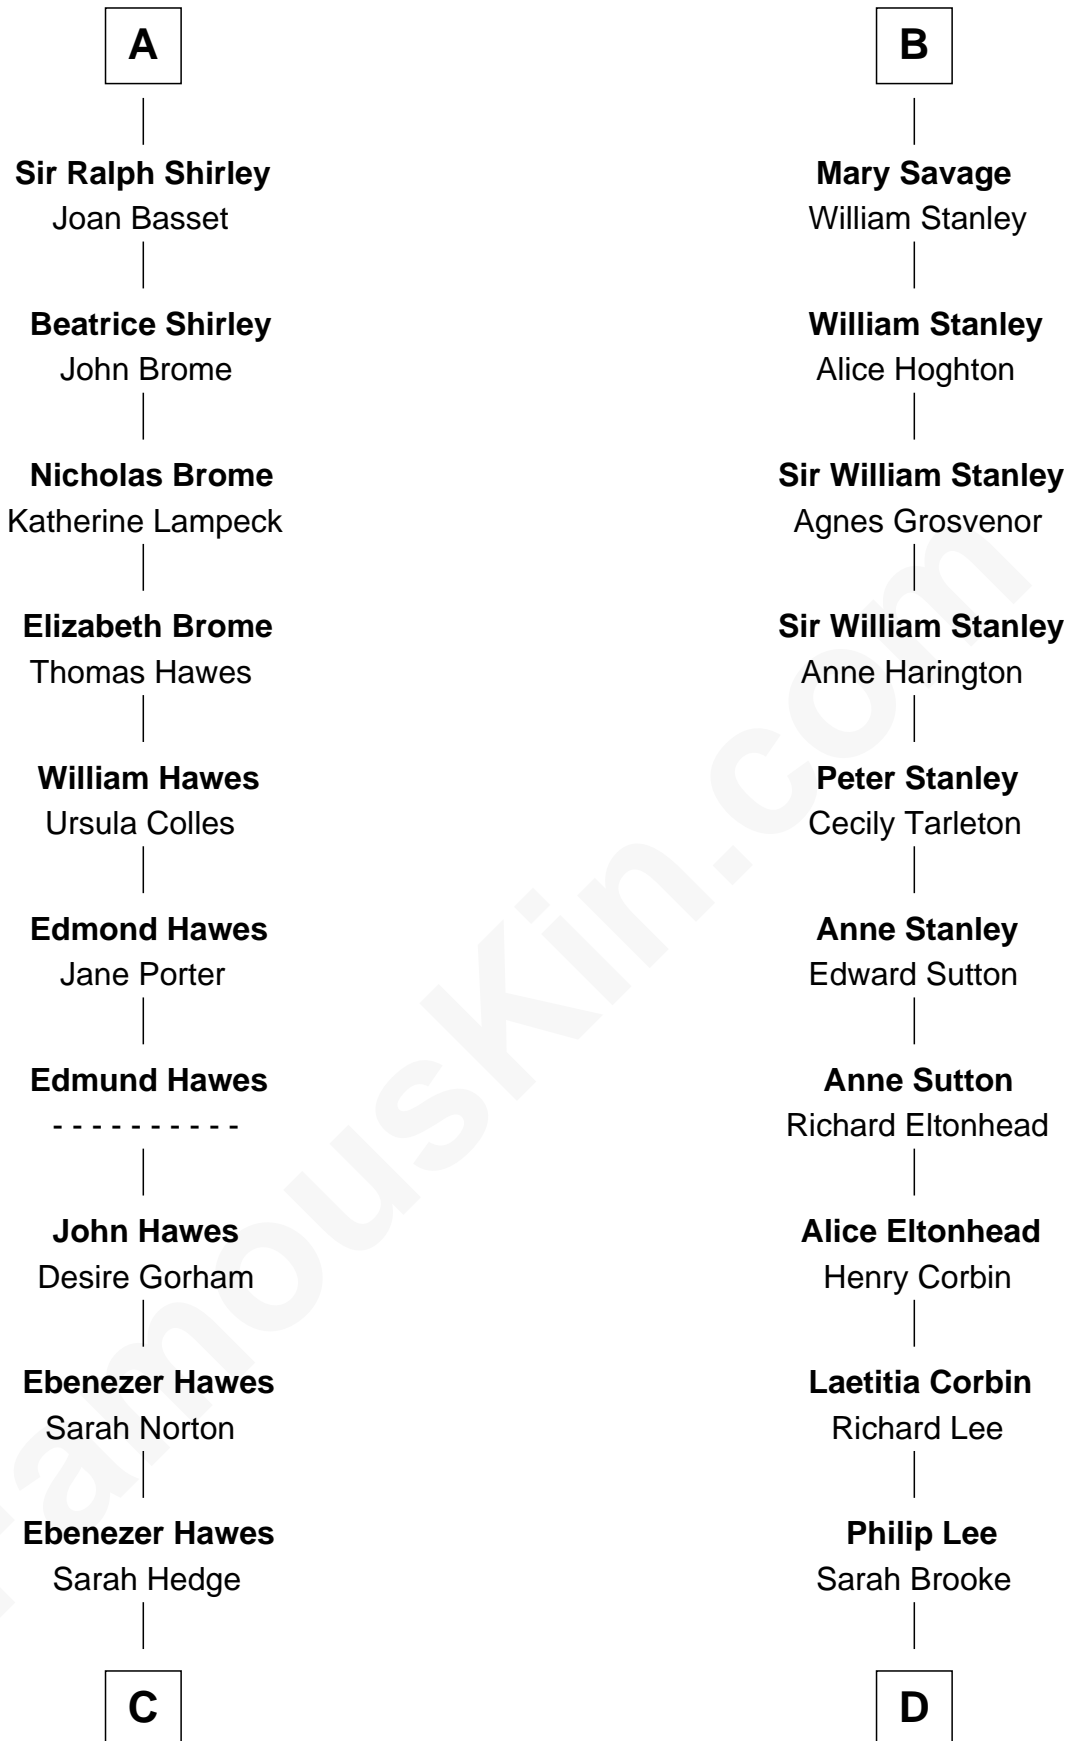 A
Sir Ralph Shirley
Joan Basset
Beatrice Shirley
John Brome
Nicholas Brome
Katherine Lampeck
Elizabeth Brome
Thomas Hawes
William Hawes
Ursula Colles
Edmond Hawes
Jane Porter
Edmund Hawes
- - - - - - - - - -
John Hawes
Desire Gorham
Ebenezer Hawes
Sarah Norton
Ebenezer Hawes
Sarah Hedge
C
B
Mary Savage
William Stanley
William Stanley
Alice Hoghton
Sir William Stanley
Agnes Grosvenor
Sir William Stanley
Anne Harington
Peter Stanley
Cecily Tarleton
Anne Stanley
Edward Sutton
Anne Sutton
Richard Eltonhead
Alice Eltonhead
Henry Corbin
Laetitia Corbin
Richard Lee
Philip Lee
Sarah Brooke
D
FamousKin.com